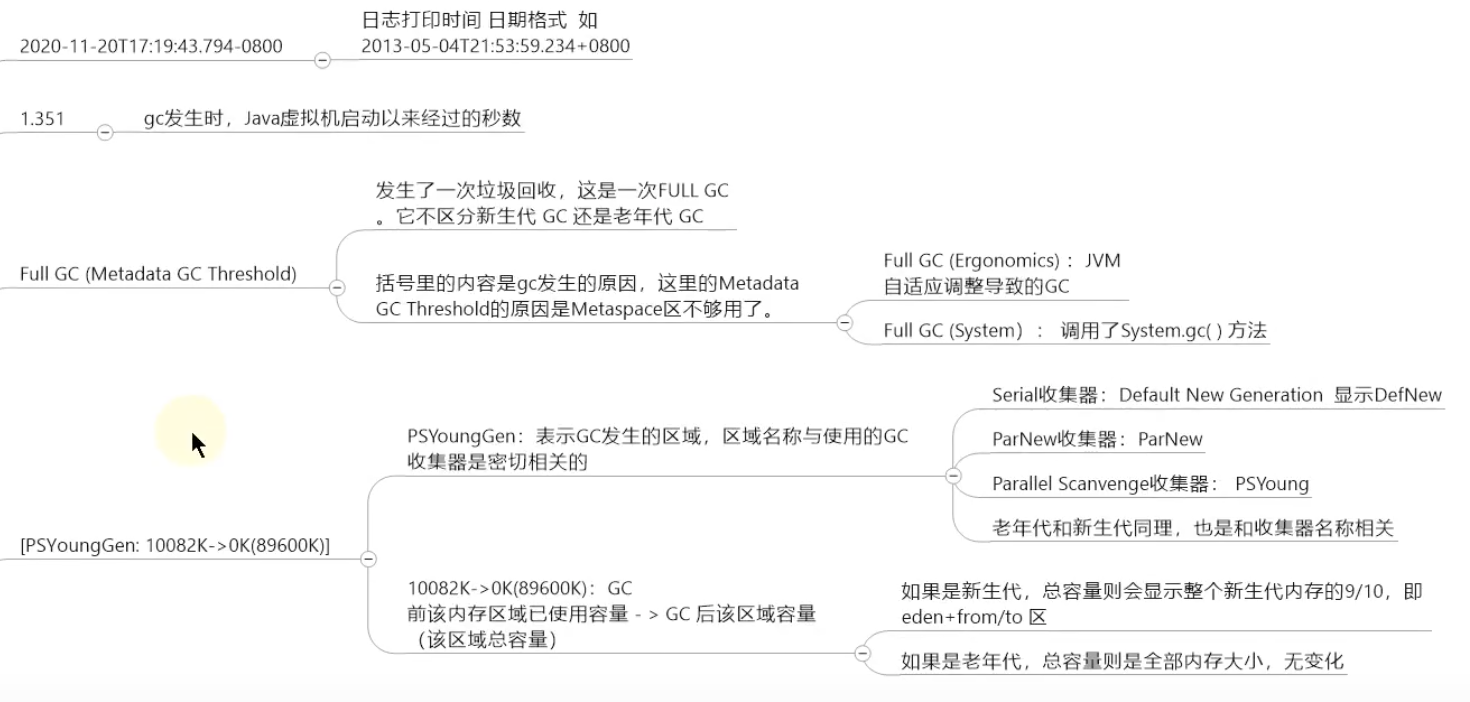 日志打印时间 日期格式 如
2020-11-20T17:19:43.794-0800
2013-05-04T21:53:59.234+0800
1.351
gc发生时，Java虚拟机启动以来经过的秒数
发生了一次垃圾回收，这是一次FULL GC
。它不区分新生代 GC 还是老年代 GC
Full GC (Metadata GC Threshold)
括号里的内容是gc发生的原因，这里的Metadata
GC Threshold的原因是Metaspace区不够用了。
Full GC (Ergonomics) ：JVM
自适应调整导致的GC
Full GC (System) ： 调用了System.gc( ) 方法
[PSYoungGen: 10082K->0K(89600K)]
PSYoungGen：表示GC发生的区域，区域名称与使用的GC
收集器是密切相关的
Serial收集器：Default New Generation 显示DefNew
ParNew收集器：ParNew
Parallel Scanvenge收集器： PSYoung
老年代和新生代同理，也是和收集器名称相关
10082K->0K(89600K)：GC
前该内存区域已使用容量 - > GC 后该区域容量
（该区域总容量）
如果是新生代，总容量则会显示整个新生代内存的9/10，即
eden+from/to 区
如果是老年代，总容量则是全部内存大小，无变化